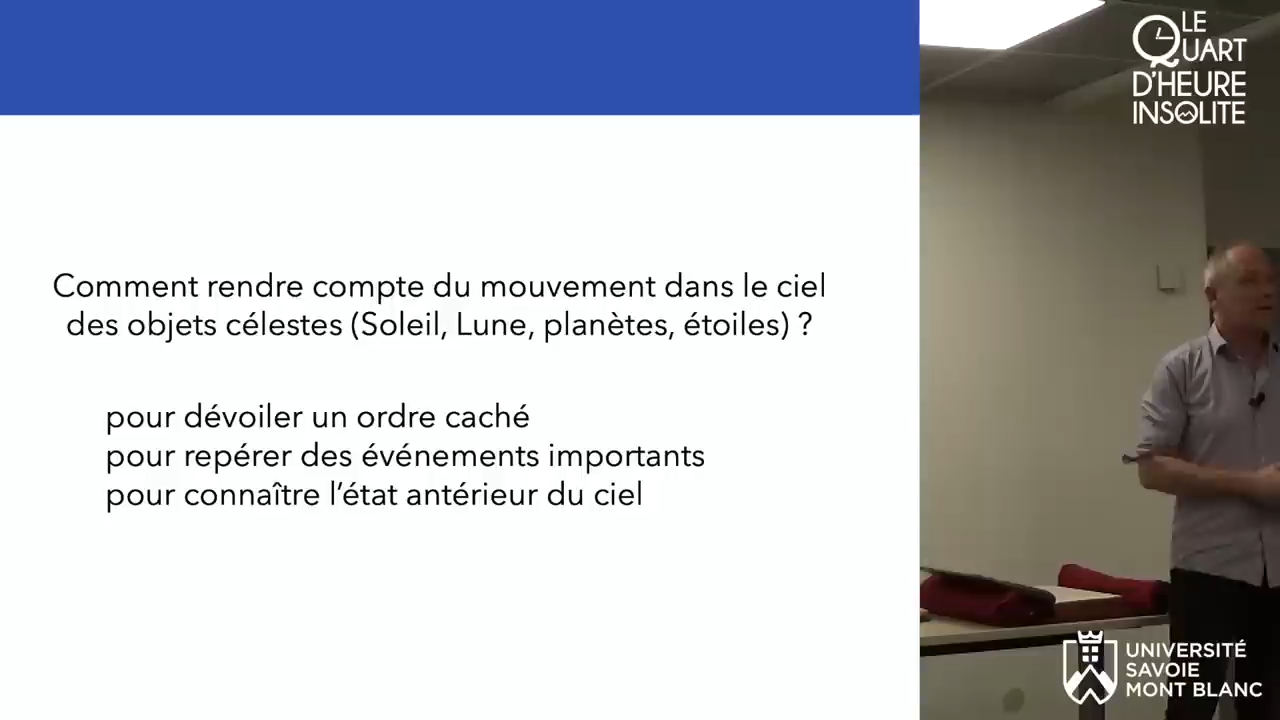 Comment rendre compte du mouvement dans le ciel
des objets célestes (Soleil, Lune, planètes, étoiles) ?
pour dévoiler un ordre caché
pour repérer des événements importants
pour connaître l’état antérieur du ciel
LE
QUART
D'HEURE
INSOLITE
UNIVERSITÉ
SAVOIE
MONT BLANC